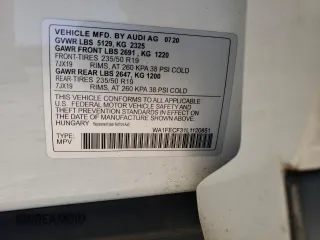 VEHICLE MFD. BY AUDI AG 07 20
GVWR LBS 5129, KG 2325
GAWR FRONT LBS 2691 , KG 1220
FRONT-TIRES 235/50 R19
7JX19 RIMS, AT 260 KPA 38 PSI COLD
GAWR REAR LBS 2647, KG 1200
REAR-TIRES 235/50 R19
7JX19 RIMS, AT 260 KPA 38 PSI COLD
THIS VEHICLE CONFORMS TO ALL APPLICABLE
U.S. FEDERAL MOTOR VEHICLE SAFETY AND
THEFT PREVENTION STANDARDS IN EFFECT ON
THE DATE OF MANUFACTURE SHOWN ABOVE.
HUNGARY
TYPE:
MPV